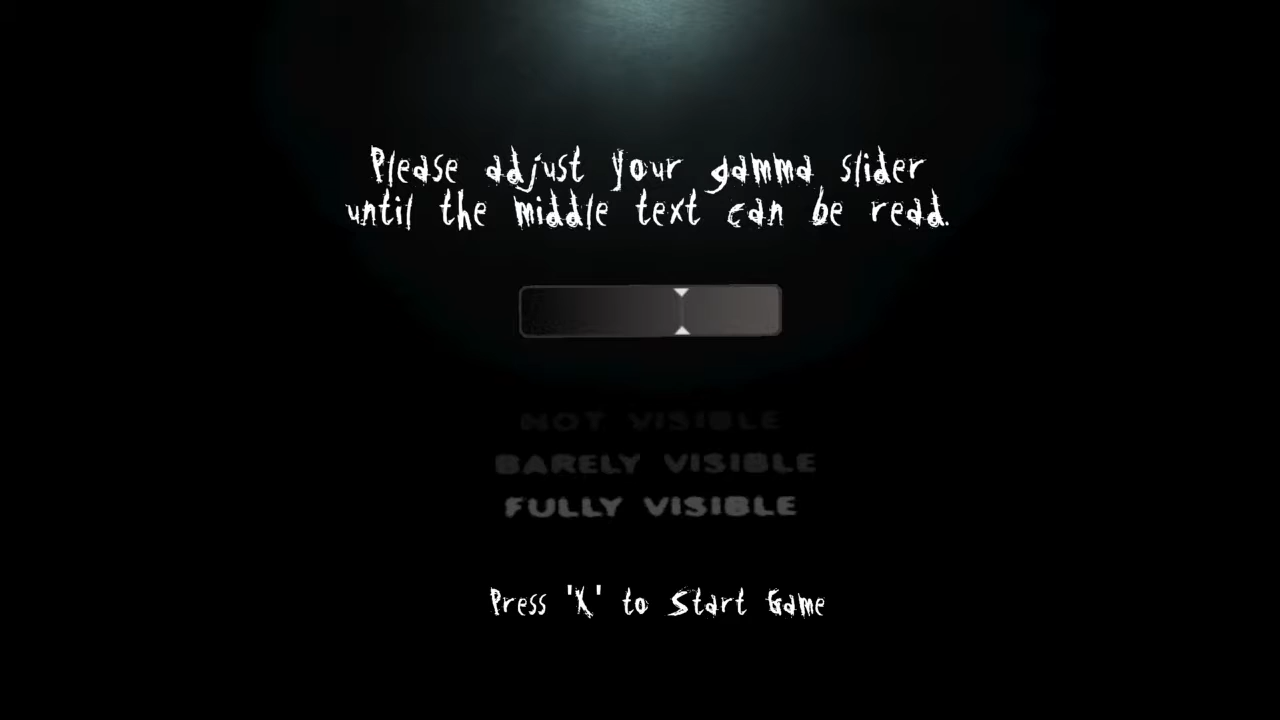 Please adjust your gamma slider
until the middle text can be read.
NOT VISIBLE
BARELY VISIBLE
FULLY VISIBLE
Press 'X' to Start Game